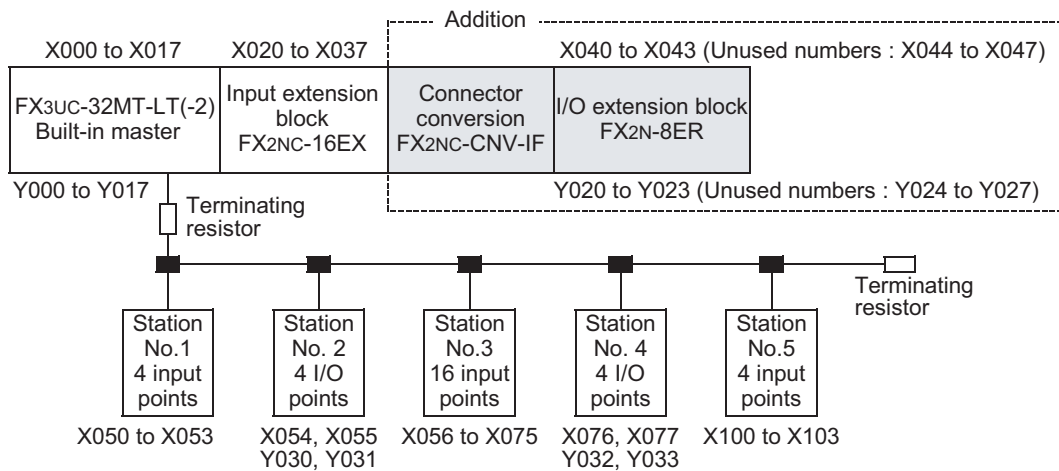 Addition
X000 to X017
X020 to X037
X040 to X043 (Unused numbers : X044 to X047)
FX3UC-32MT-LT(-2)
Built-in master
Input extension
block
FX2NC-16EX
Connector
conversion
FX2NC-CNV-IF
I/O extension block
FX2N-8ER
Y000 to Y017
Y020 to Y023 (Unused numbers : Y024 to Y027)
Terminating
resistor
Terminating
resistor
Station
No.1
4 input
points
Station
No. 2
4 I/O
points
Station
No.3
16 input
points
Station
No. 4
4 I/O
points
Station
No.5
4 input
points
X050 to X053
X054, X055
Y030, Y031
X056 to X075
X076, X077
Y032, Y033
X100 to X103